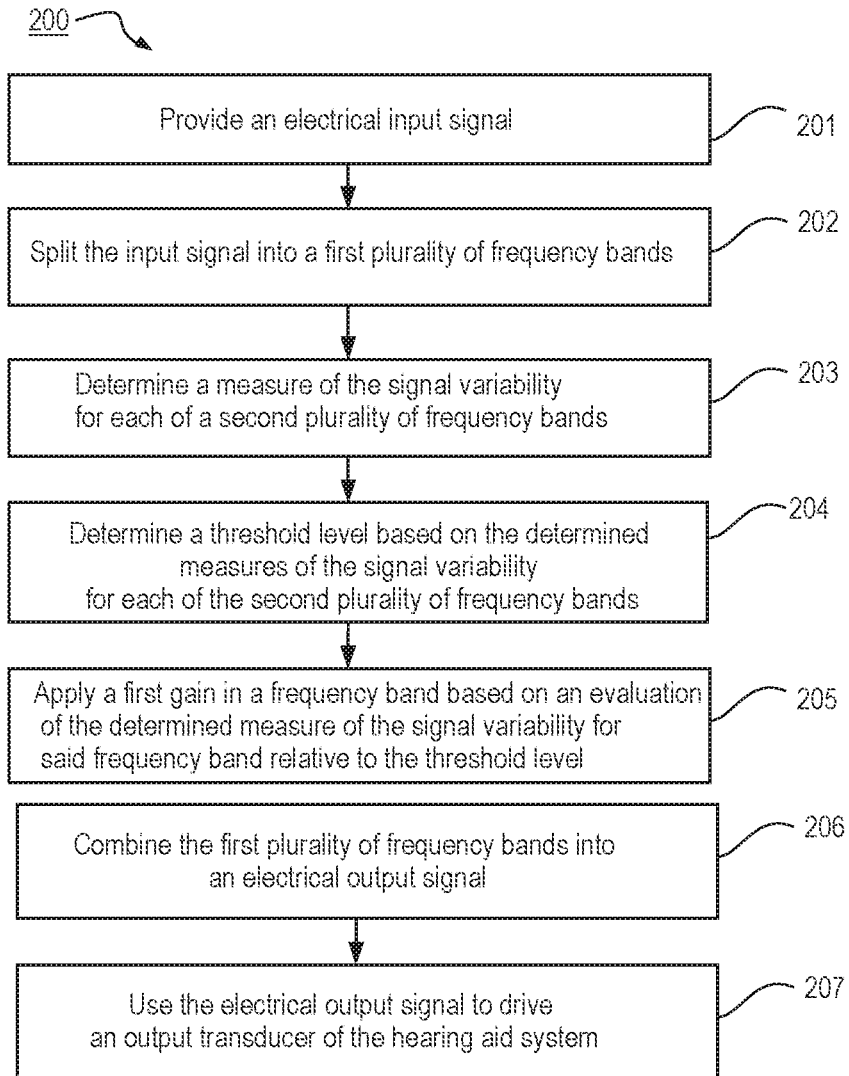 200
Provide an electrical input signal
201
Split the input signal into a first plurality of frequency bands
202
Determine a measure of the signal variability
for each of a second plurality of frequency bands
203
Determine a threshold level based on the determined
measures of the signal variability
for each of the second plurality of frequency bands
204
Apply a first gain in a frequency band based on an evaluation
of the determined measure of the signal variability for
said frequency band relative to the threshold level
205
Combine the first plurality of frequency bands into
an electrical output signal
206
Use the electrical output signal to drive
an output transducer of the hearing aid system
207